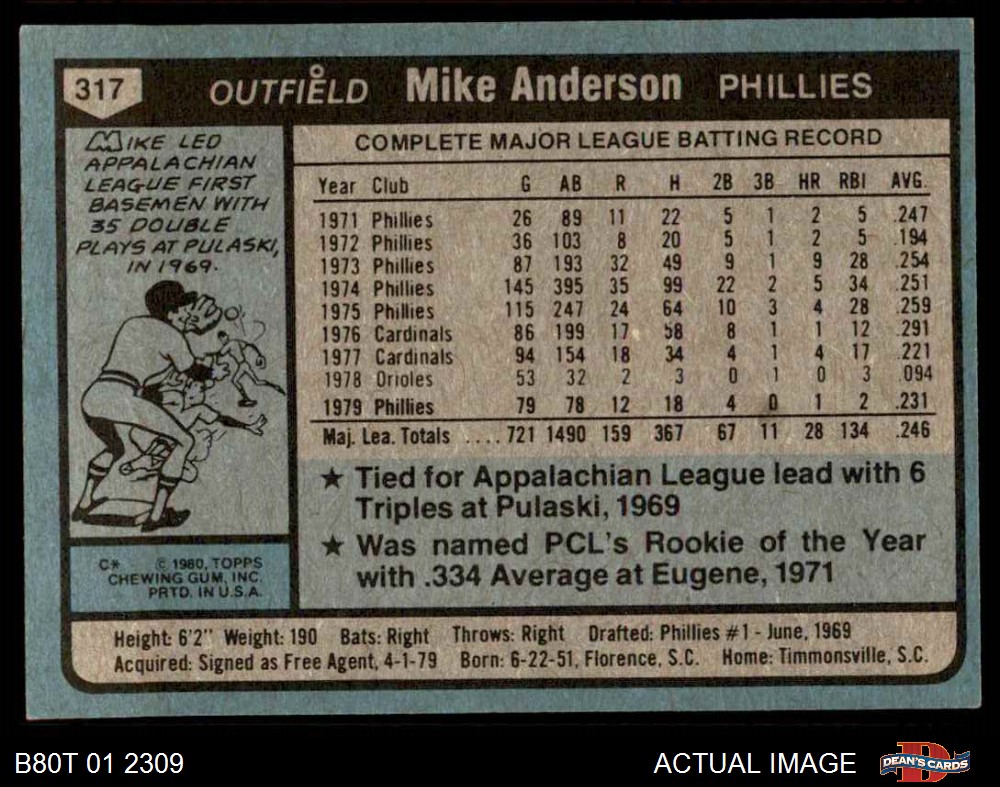 317 OUTFIELD Mike Anderson PHILLIES
MIKE LED
APPALACHIAN
LEAGUE FIRST
BASEMEN WITH
35 DOUBLE
PLAYS AT PULASKI,
IN 1969.
C* © 1980, TOPPS
CHEWING GUM, INC.
PRTD. IN U.S.A.
COMPLETE MAJOR LEAGUE BATTING RECORD
Year Club G AB R H 2B 3B HR RBI AVG.
1971 Phillies 26 89 11 22 5 1 2 5 .247
1972 Phillies 36 103 8 20 5 1 2 5 .194
1973 Phillies 87 193 32 49 9 1 9 28 .254
1974 Phillies 145 395 35 99 22 2 5 34 .251
1975 Phillies 115 247 24 64 10 3 4 28 .259
1976 Cardinals 86 199 17 58 8 1 1 12 .291
1977 Cardinals 94 154 18 34 4 1 4 17 .221
1978 Orioles 53 32 2 3 0 1 0 3 .094
1979 Phillies 79 78 12 18 4 0 1 2 .231
Maj. Lea. Totals .... 721 1490 159 367 67 11 28 134 .246
★ Tied for Appalachian League lead with 6
Triples at Pulaski, 1969
★ Was named PCL's Rookie of the Year
with .334 Average at Eugene, 1971
Height: 6'2" Weight: 190 Bats: Right Throws: Right Drafted: Phillies #1 - June, 1969
Acquired: Signed as Free Agent, 4-1-79 Born: 6-22-51, Florence, S.C. Home: Timmonsville, S.C.
B80T 01 2309 ACTUAL IMAGE DEAN'S CARDS